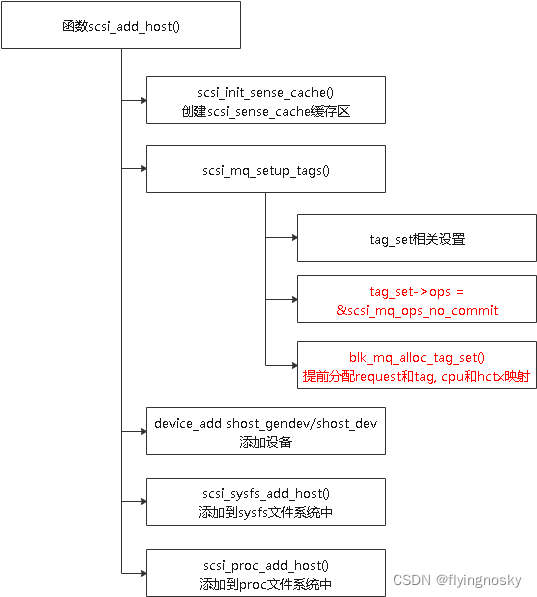 函数scsi_add_host()
scsi_init_sense_cache()
创建scsi_sense_cache缓存区
scsi_mq_setup_tags()
tag_set相关设置
tag_set->ops =
&scsi_mq_ops_no_commit
blk_mq_alloc_tag_set()
提前分配request和tag, cpu和hctx映射
device_add shost_gendev/shost_dev
添加设备
scsi_sysfs_add_host()
添加到sysfs文件系统中
scsi_proc_add_host()
添加到proc文件系统中
CSDN @flyingnosky